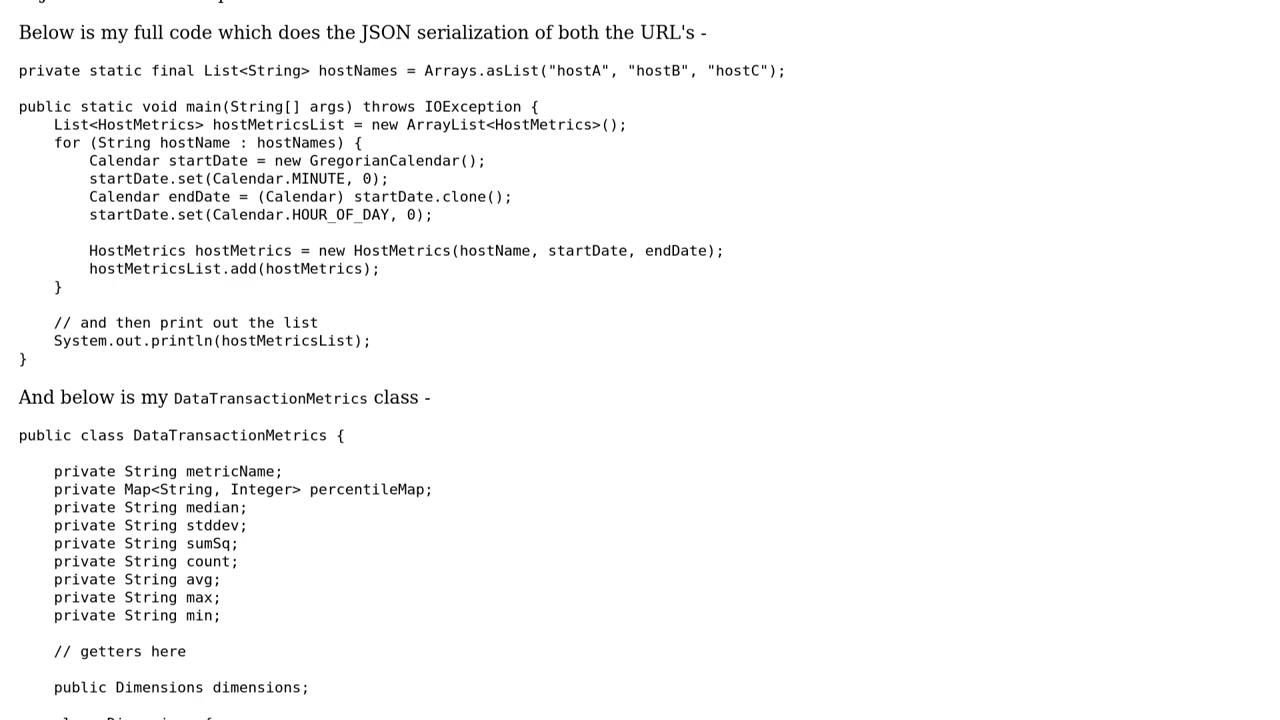 Below is my full code which does the JSON serialization of both the URL's -
private static final List<String> hostNames = Arrays.asList("hostA", "hostB", "hostC");
public static void main(String[] args) throws IOException {
    List<HostMetrics> hostMetricsList = new ArrayList<HostMetrics>();
    for (String hostName : hostNames) {
        Calendar startDate = new GregorianCalendar();
        startDate.set(Calendar.MINUTE, 0);
        Calendar endDate = (Calendar) startDate.clone();
        startDate.set(Calendar.HOUR_OF_DAY, 0);
        HostMetrics hostMetrics = new HostMetrics(hostName, startDate, endDate);
        hostMetricsList.add(hostMetrics);
    }
    // and then print out the list
    System.out.println(hostMetricsList);
}
And below is my DataTransactionMetrics class -
public class DataTransactionMetrics {
    private String metricName;
    private Map<String, Integer> percentileMap;
    private String median;
    private String stddev;
    private String sumSq;
    private String count;
    private String avg;
    private String max;
    private String min;
    // getters here
    public Dimensions dimensions;